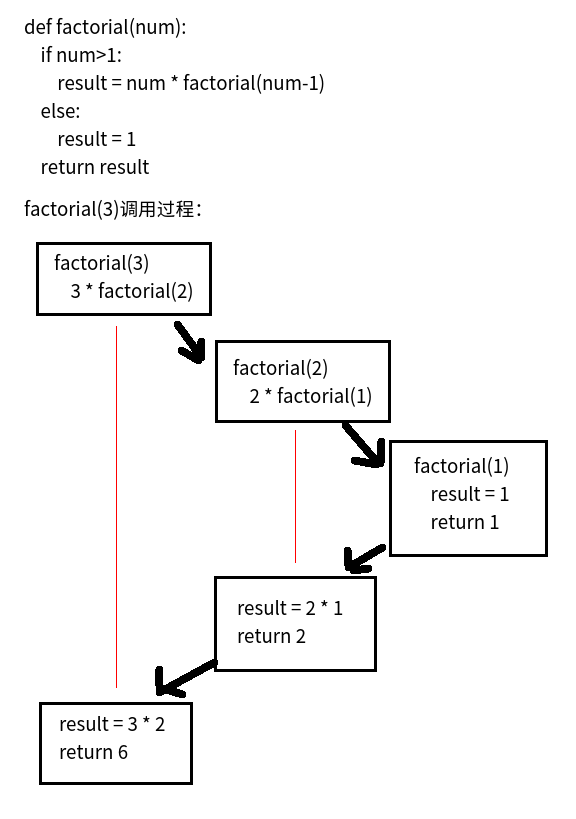 def factorial(num):
if num>1:
result = num * factorial(num-1)
else:
result = 1
return result
factorial(3)调用过程：
factorial(3)
3 * factorial(2)
factorial(2)
2 * factorial(1)
factorial(1)
result = 1
return 1
result = 2 * 1
return 2
result = 3 * 2
return 6